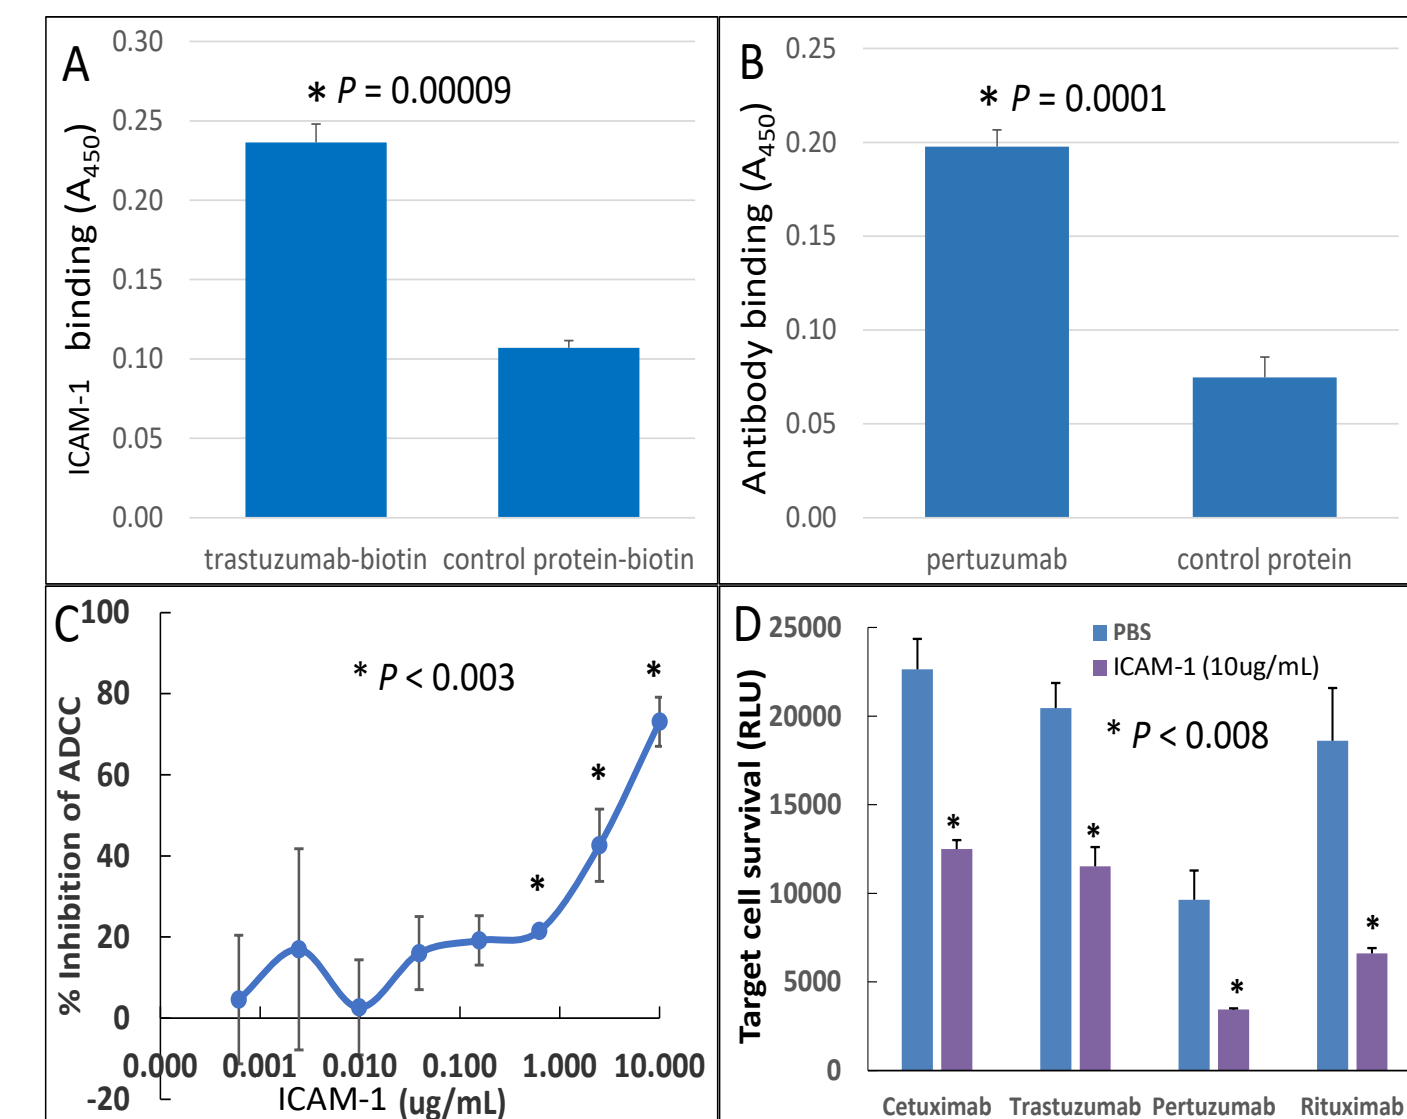 A
ICAM-1 binding (A450)
0.30
0.25
0.20
0.15
0.10
0.05
0.00
* P = 0.00009
trastuzumab-biotin control protein-biotin
B
Antibody binding (A450)
0.25
0.20
0.15
0.10
0.05
0.00
* P = 0.0001
pertuzumab control protein
C
% Inhibition of ADCC
100
80
60
40
20
0
-20
* P < 0.003
*
*
*
0.000 0.001 0.010 0.100 1.000 10.000
ICAM-1 (ug/mL)
D
Target cell survival (RLU)
25000
20000
15000
10000
5000
0
PBS
ICAM-1 (10ug/mL)
* P < 0.008
*
*
*
*
Cetuximab Trastuzumab Pertuzumab Rituximab